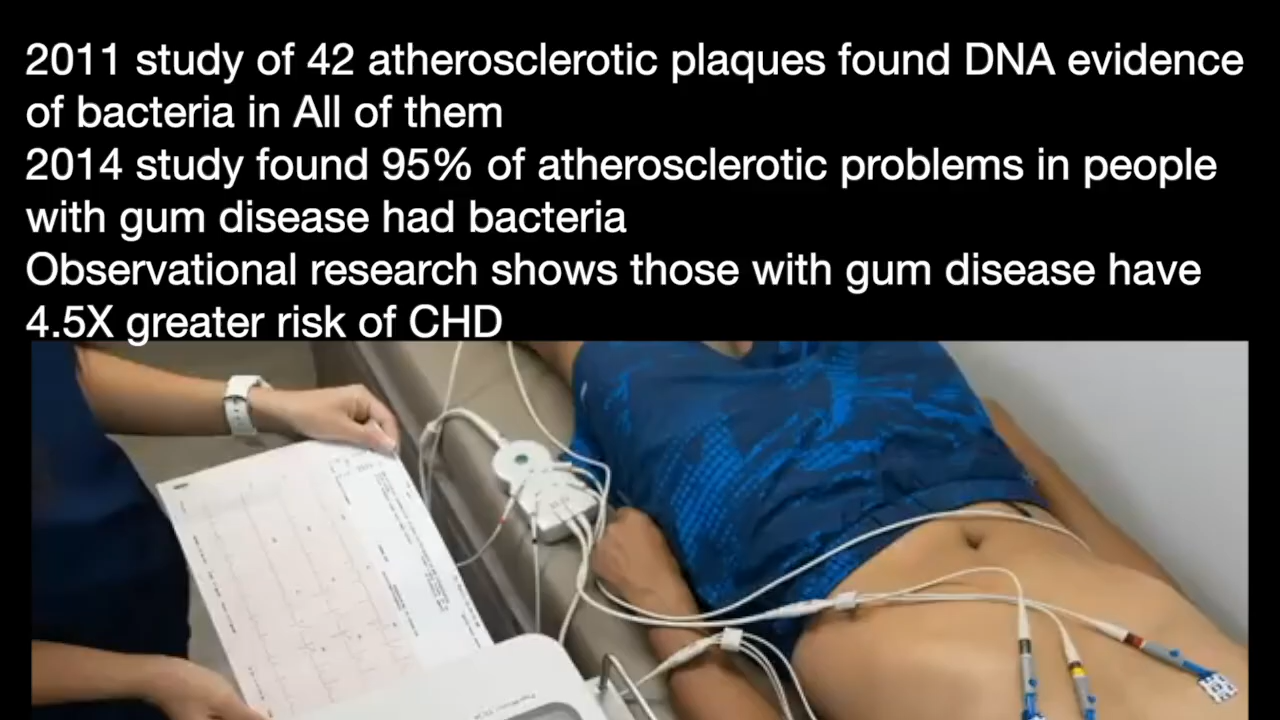 2011 study of 42 atherosclerotic plaques found DNA evidence
of bacteria in All of them
2014 study found 95% of atherosclerotic problems in people
with gum disease had bacteria
Observational research shows those with gum disease have
4.5X greater risk of CHD